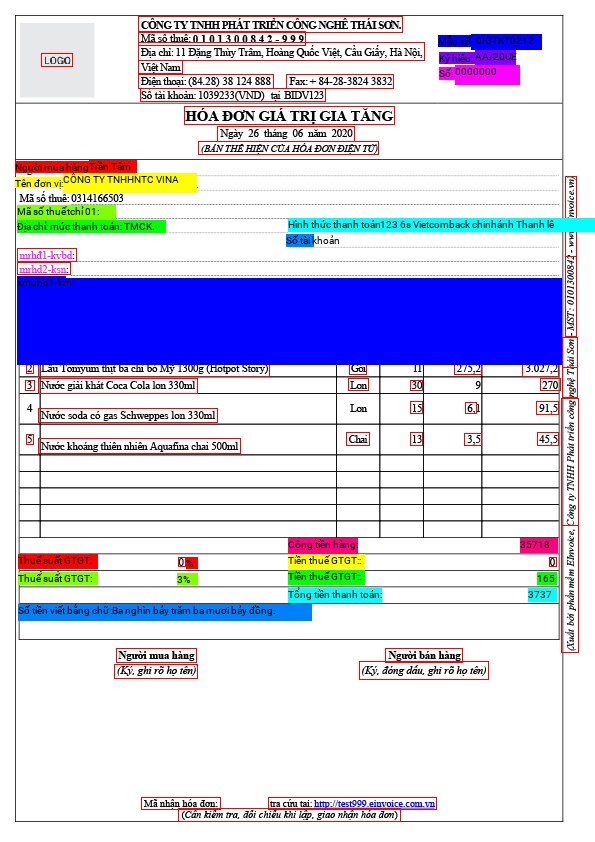 LOGO
CÔNG TY TNHH PHÁT TRIỂN CÔNG NGHỆ THÁI SƠN.
Mã số thuế: 0 1 0 1 3 0 0 8 4 2 - 9 9 9
Địa chỉ: 11 Đặng Thùy Trâm, Hoàng Quốc Việt, Cầu Giấy, Hà Nội,
Việt Nam
Điện thoại: (84.28) 38 124 888 Fax: + 84-28-3824 3832
Số tài khoản: 1039233(VND) tại BIDV123
Mẫu số: 01GTKT0212
Ký hiệu: AA/20UE
Số: 0000000
HÓA ĐƠN GIÁ TRỊ GIA TĂNG
Ngày 26 tháng 06 năm 2020
(BẢN THỂ HIỆN CỦA HÓA ĐƠN ĐIỆN TỬ)
Người mua hàng Trần Tâm
Tên đơn vị: CÔNG TY TNHHNTC VINA
Mã số thuế: 0314166503
Mã số thuếtchỉ 01:
Địa chỉ mức thanh toán: TMCK.
Hình thức thanh toán123 6s Vietcomback chinhánh Thanh lê
Số tài khoản
mrhđ1-kvbd:
mrhd2-ksn:
2 Lẩu Tomyum thịt ba chỉ bò Mỹ 1300g (Hotpot Story) Gói 11 275,2 3.027,2
3 Nước giải khát Coca Cola lon 330ml Lon 30 9 270
4 Nước soda có gas Schweppes lon 330ml Lon 15 6,1 91,5
5 Nước khoáng thiên nhiên Aquafina chai 500ml Chai 13 3,5 45,5
Cộng tiền hàng: 35718
Thuế suất GTGT: 0% Tiền thuế GTGT:: 0
Thuế suất GTGT: 3% Tiền thuế GTGT:: 165
Tổng tiền thanh toán: 3737
Số tiền viết bằng chữ:Ba nghìn bảy trăm ba mươi bảy đồng.
Người mua hàng Người bán hàng
(Ký, ghi rõ họ tên) (Ký, đóng dấu, ghi rõ họ tên)
Mã nhận hóa đơn: tra cứu tại: http://test999.einvoice.com.vn
(Cần kiểm tra, đối chiếu khi lập, giao nhận hóa đơn)
(Xuất bởi phần mềm EInvoice, Công ty TNHH Phát triển công nghệ Thái Sơn - MST: 0101300842 - www.einvoice.vn)